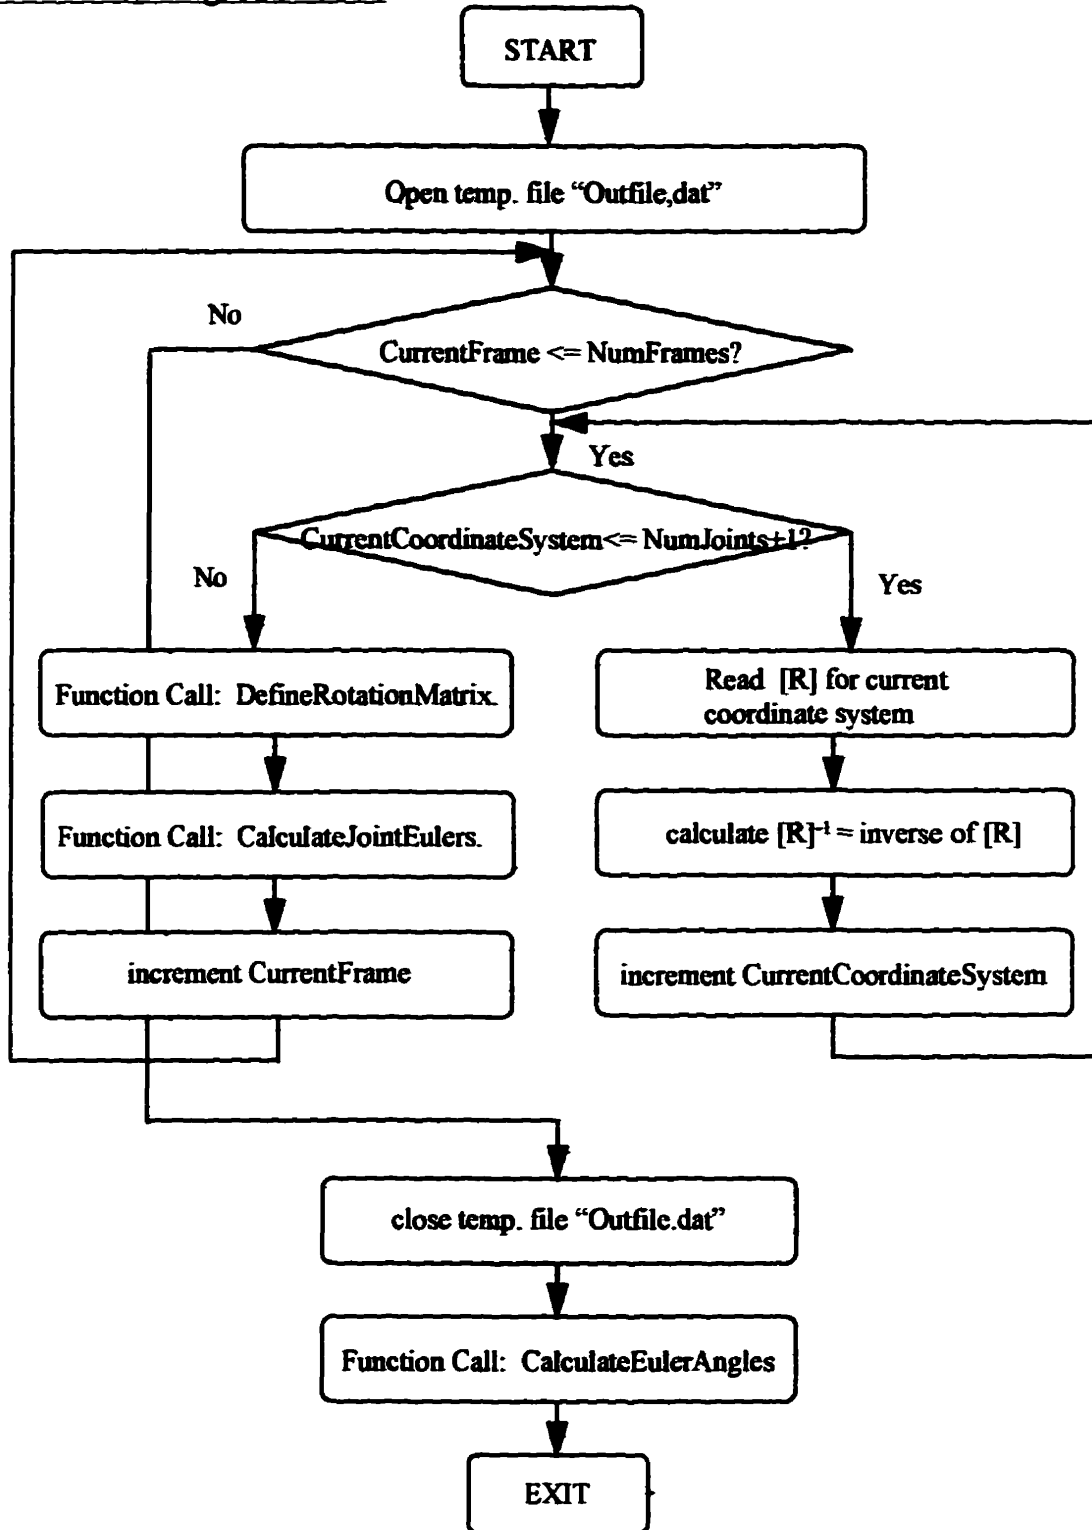 START
Open temp. file “Outfile,dat”
No
CurrentFrame <= NumFrames?
Yes
CurrentCoordinateSystem<= NumJoints+1?
No
Yes
Function Call: DefineRotationMatrix.
Read [R] for current
coordinate system
Function Call: CalculateJointEulers.
calculate [R]⁻¹ = inverse of [R]
increment CurrentFrame
increment CurrentCoordinateSystem
close temp. file “Outfile.dat”
Function Call: CalculateEulerAngles
EXIT